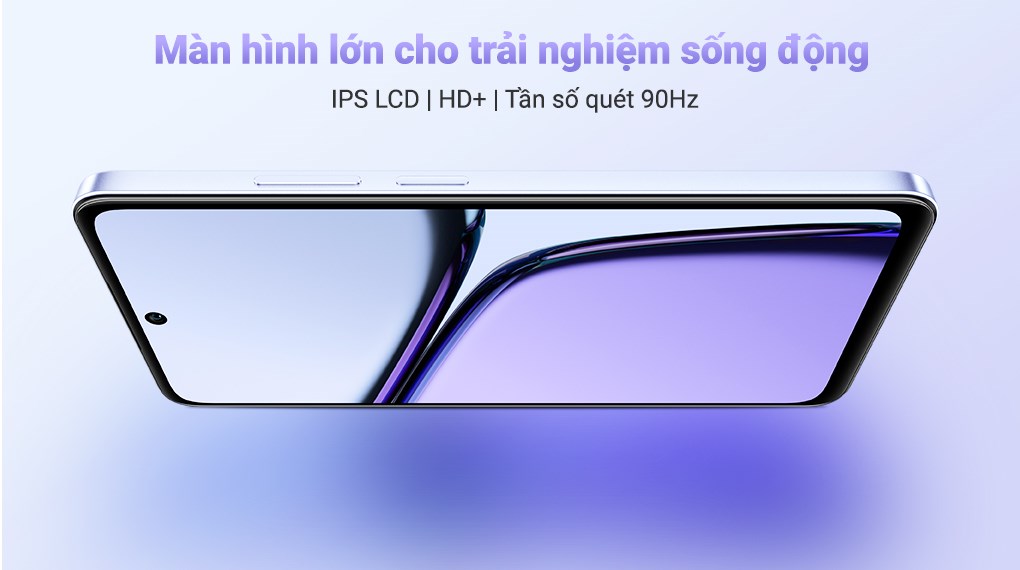 Màn hình lớn cho trải nghiệm sống động
IPS LCD | HD+ | Tần số quét 90Hz